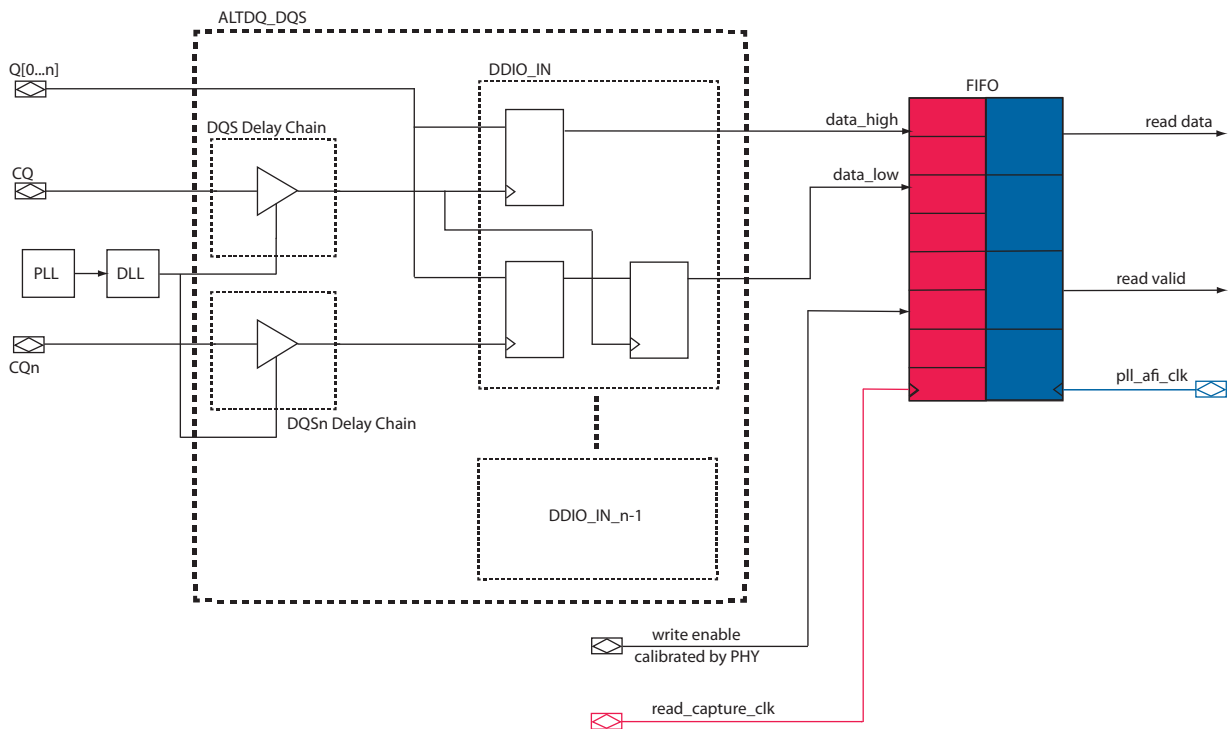 ALTDQ_DQS
Q[0...n]
DDIO_IN
FIFO
DQS Delay Chain
data_high
read data
CQ
data_low
PLL
DLL
read valid
CQn
pll_afi_clk
DQSn Delay Chain
DDIO_IN_n-1
write enable
calibrated by PHY
read_capture_clk